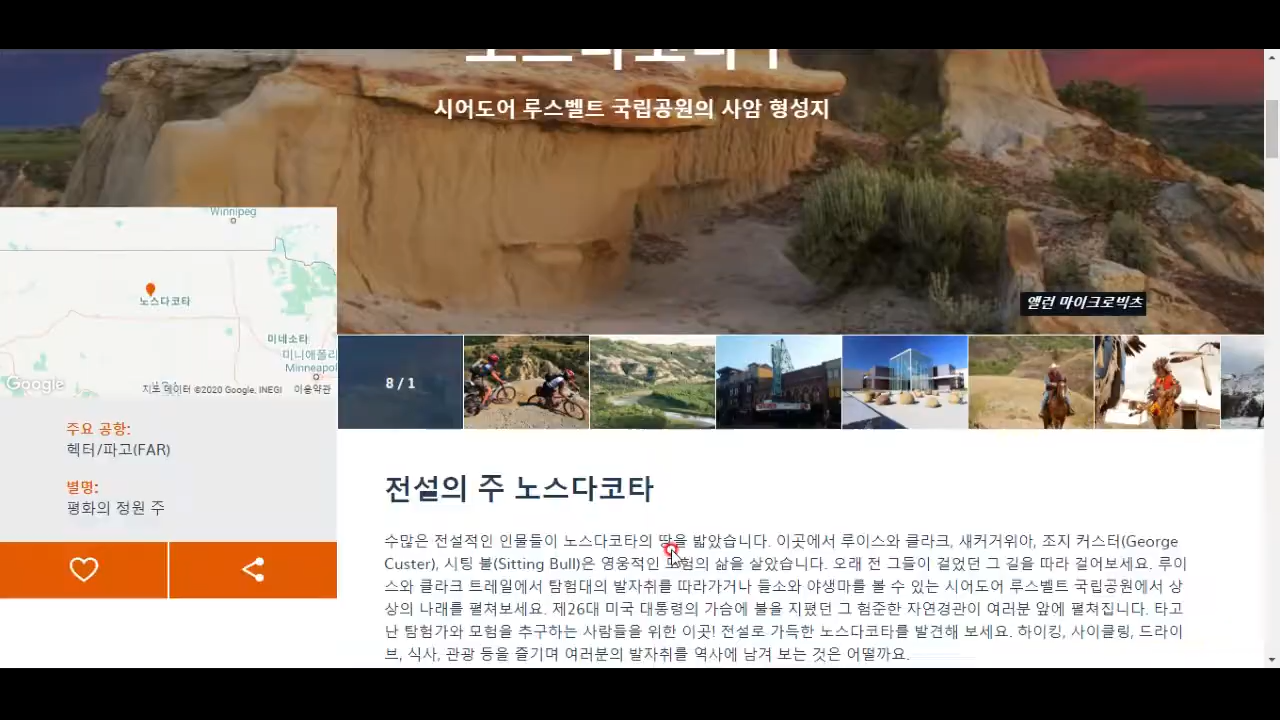 노스다코타주
시어도어 루스벨트 국립공원의 사암 형성지
앨런 마이크로빅츠
Winnipeg
노스다코타
미네소타
미니애폴리
Minneapol
Google
지도 데이터 ©2020 Google, INEGI 이용약관
8 / 1
주요 공항:
헥터/파고(FAR)
별명:
평화의 정원 주
전설의 주 노스다코타
수많은 전설적인 인물들이 노스다코타의 땅을 밟았습니다. 이곳에서 루이스와 클라크, 새커거위아, 조지 커스터(George
Custer), 시팅 불(Sitting Bull)은 영웅적인 모험의 삶을 살았습니다. 오래 전 그들이 걸었던 그 길을 따라 걸어보세요. 루이
스와 클라크 트레일에서 탐험대의 발자취를 따라가거나 들소와 야생마를 볼 수 있는 시어도어 루스벨트 국립공원에서 상
상의 나래를 펼쳐보세요. 제26대 미국 대통령의 가슴에 불을 지폈던 그 험준한 자연경관이 여러분 앞에 펼쳐집니다. 타고
난 탐험가와 모험을 추구하는 사람들을 위한 이곳! 전설로 가득한 노스다코타를 발견해 보세요. 하이킹, 사이클링, 드라이
브, 식사, 관광 등을 즐기며 여러분의 발자취를 역사에 남겨 보는 것은 어떨까요.